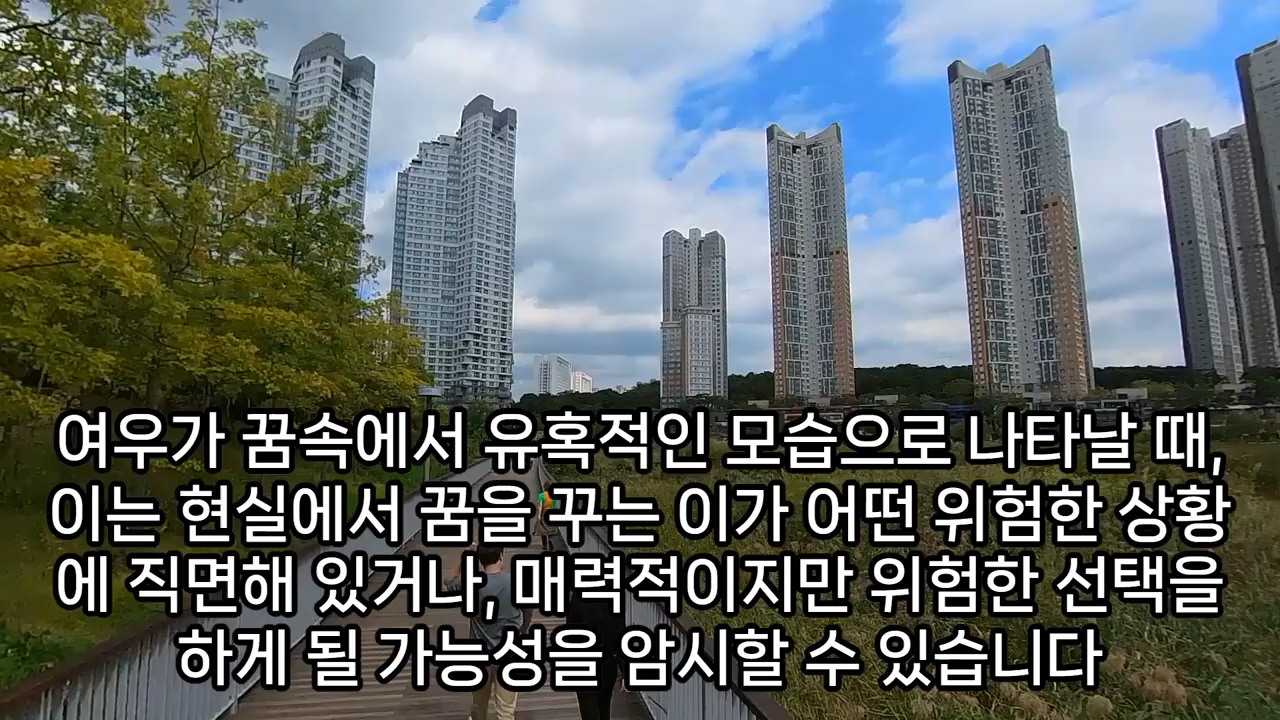 여우가 꿈속에서 유혹적인 모습으로 나타날 때,
이는 현실에서 꿈을 꾸는 이가 어떤 위험한 상황
에 직면해 있거나, 매력적이지만 위험한 선택을
하게 될 가능성을 암시할 수 있습니다